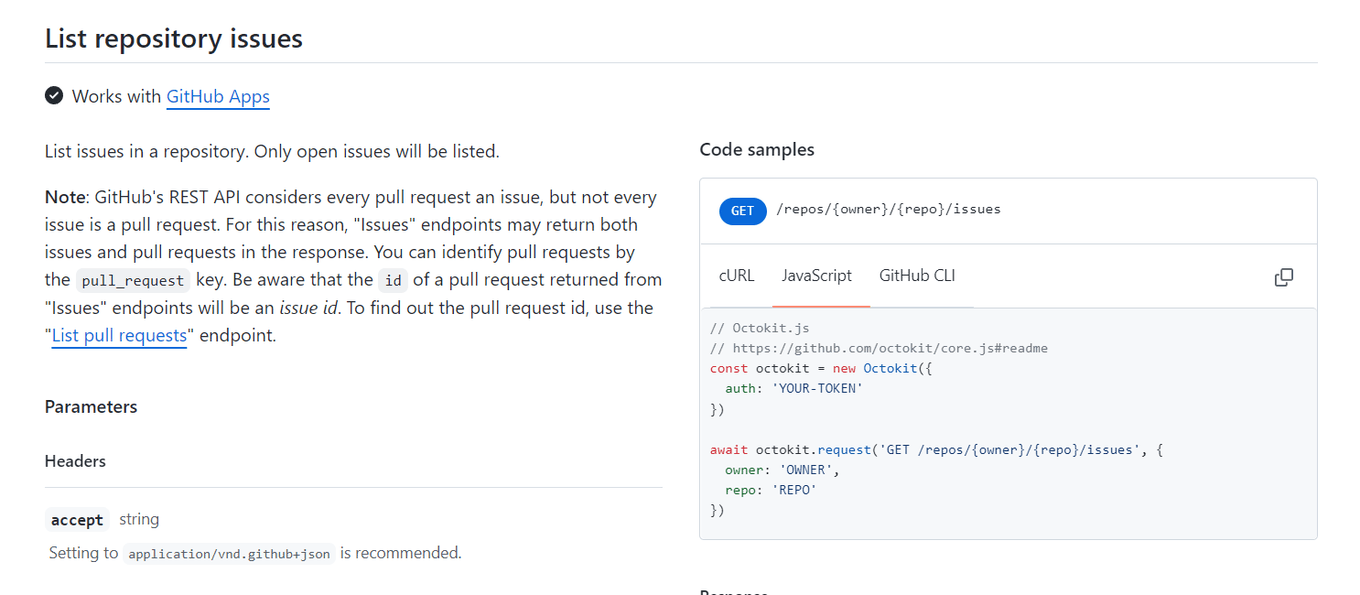 List repository issues
Works with GitHub Apps
List issues in a repository. Only open issues will be listed.
Note: GitHub's REST API considers every pull request an issue, but not every
issue is a pull request. For this reason, "Issues" endpoints may return both
issues and pull requests in the response. You can identify pull requests by
the pull_request key. Be aware that the id of a pull request returned from
"Issues" endpoints will be an issue id. To find out the pull request id, use the
"List pull requests" endpoint.
Parameters
Headers
accept string
Setting to application/vnd.github+json is recommended.
Code samples
GET /repos/{owner}/{repo}/issues
cURL JavaScript GitHub CLI
// Octokit.js
// https://github.com/octokit/core.js#readme
const octokit = new Octokit({
  auth: 'YOUR-TOKEN'
})
await octokit.request('GET /repos/{owner}/{repo}/issues', {
  owner: 'OWNER',
  repo: 'REPO'
})